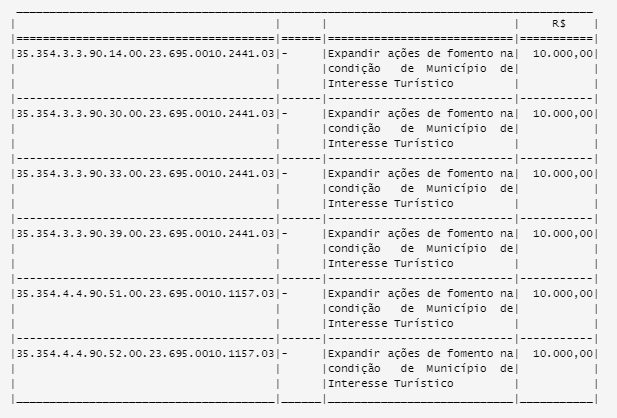 R$
35.354.3.3.90.14.00.23.695.0010.2441.03|-|Expandir ações de fomento na| 10.000,00
condição de Município de
Interesse Turístico
35.354.3.3.90.30.00.23.695.0010.2441.03|-|Expandir ações de fomento na| 10.000,00
condição de Município de
Interesse Turístico
35.354.3.3.90.33.00.23.695.0010.2441.03|-|Expandir ações de fomento na| 10.000,00
condição de Município de
Interesse Turístico
35.354.3.3.90.39.00.23.695.0010.2441.03|-|Expandir ações de fomento na| 10.000,00
condição de Município de
Interesse Turístico
35.354.4.4.90.51.00.23.695.0010.1157.03|-|Expandir ações de fomento na| 10.000,00
condição de Município de
Interesse Turístico
35.354.4.4.90.52.00.23.695.0010.1157.03|-|Expandir ações de fomento na| 10.000,00
condição de Município de
Interesse Turístico